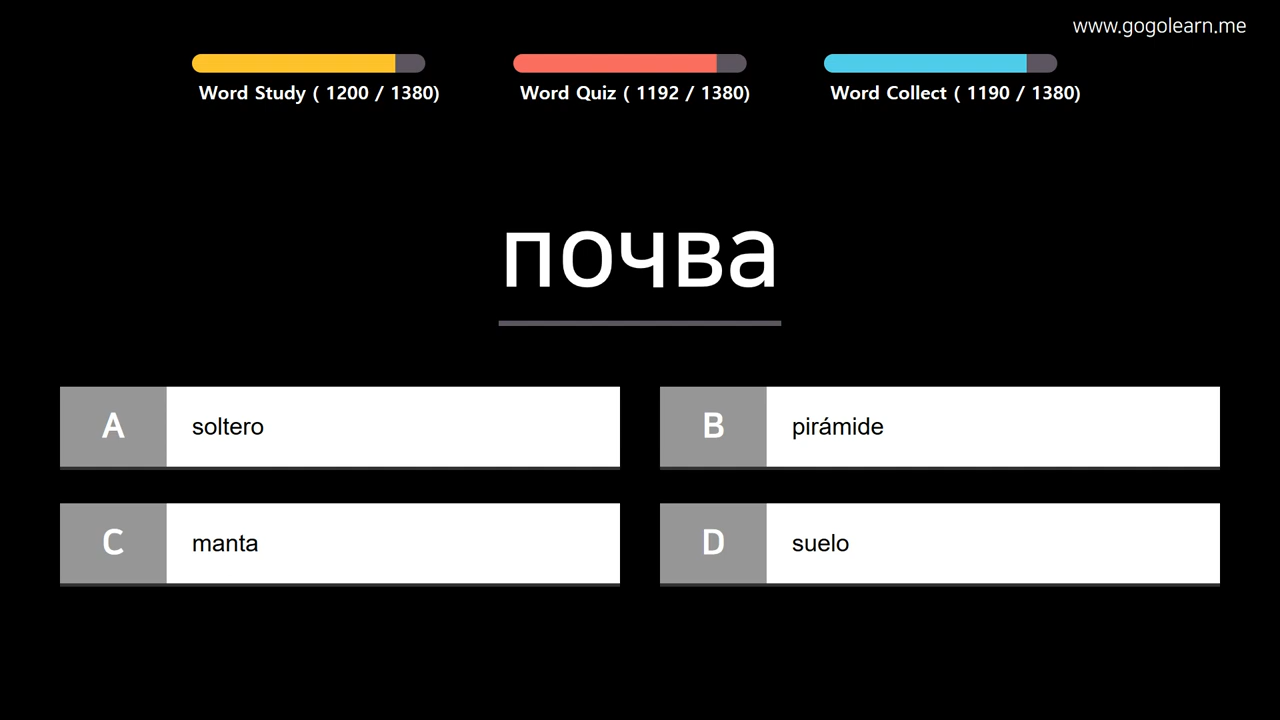 www.gogolearn.me
Word Study ( 1200 / 1380)
Word Quiz ( 1192 / 1380)
Word Collect ( 1190 / 1380)
почва
A
soltero
B
pirámide
C
manta
D
suelo